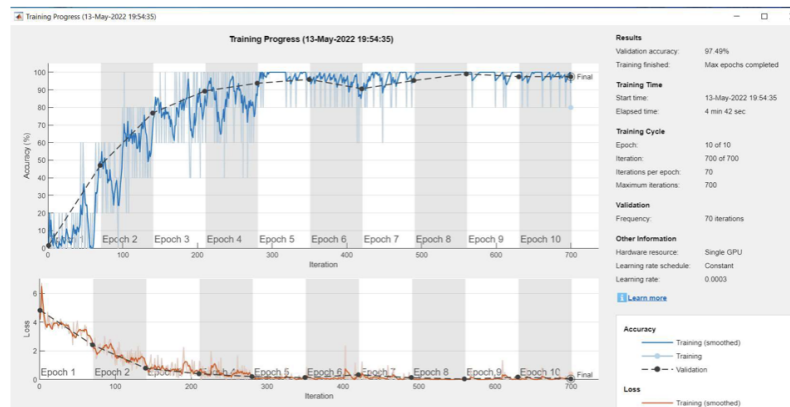 Training Progress (13-May-2022 19:54:35)
Training Progress (13-May-2022 19:54:35)
Accuracy (%)
100
90
80
70
60
50
40
30
20
10
0
Epoch 2
Epoch 3
Epoch 4
Epoch 5
Epoch 6
Epoch 7
Epoch 8
Epoch 9
Epoch 10
Final
0
100
200
300
400
500
600
700
Iteration
Loss
6
4
2
0
Epoch 1
Epoch 2
Epoch 3
Epoch 4
Epoch 5
Epoch 6
Epoch 7
Epoch 8
Epoch 9
Epoch 10
Final
0
100
200
300
400
500
600
700
Iteration
Results
Validation accuracy: 97.49%
Training finished: Max epochs completed
Training Time
Start time: 13-May-2022 19:54:35
Elapsed time: 4 min 42 sec
Training Cycle
Epoch: 10 of 10
Iteration: 700 of 700
Iterations per epoch: 70
Maximum iterations: 700
Validation
Frequency: 70 iterations
Other Information
Hardware resource: Single GPU
Learning rate schedule: Constant
Learning rate: 0.0003
Learn more
Accuracy
Training (smoothed)
Training
Validation
Loss
Training (smoothed)